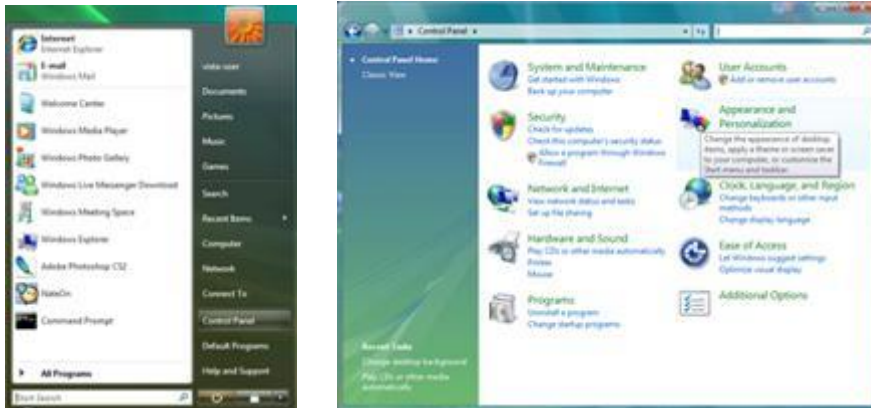 Internet
Internet Explorer
E-mail
Windows Mail
Welcome Center
Windows Media Player
Windows Photo Gallery
Windows Live Messenger Download
Windows Meeting Space
Windows Explorer
Adobe Photoshop CS2
NateOn
Command Prompt
All Programs
Start Search
vista user
Documents
Pictures
Music
Games
Search
Recent Items
Computer
Network
Connect To
Control Panel
Default Programs
Help and Support
Control Panel
Control Panel Home
Classic View
System and Maintenance
Get started with Windows
Back up your computer
Security
Check for updates
Check this computer's security status
Allow a program through Windows
Firewall
Network and Internet
View network status and tasks
Set up file sharing
Hardware and Sound
Play CDs or other media automatically
Printer
Mouse
Programs
Uninstall a program
Change startup programs
User Accounts
Add or remove user accounts
Appearance and
Personalization
Change the appearance of desktop
items, apply a theme or screen saver
to your computer, or customize the
Start menu and taskbar.
Clock, Language, and Region
Change keyboards or other input
methods
Change display language
Ease of Access
Let Windows suggest settings
Optimize visual display
Additional Options
Recent Tasks
Change desktop background
Play CDs or other media
automatically